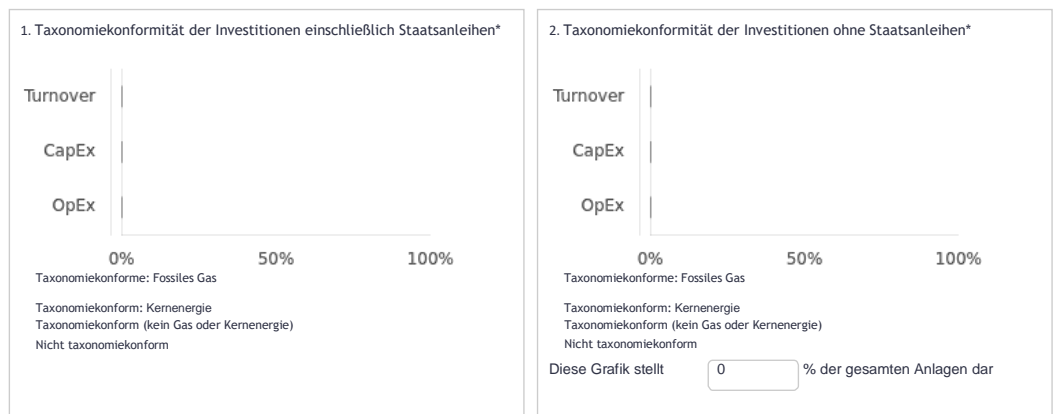 1. Taxonomiekonformität der Investitionen einschließlich Staatsanleihen*
Turnover
CapEx
OpEx
0% 50% 100%
Taxonomiekonforme: Fossiles Gas
Taxonomiekonform: Kernenergie
Taxonomiekonform (kein Gas oder Kernenergie)
Nicht taxonomiekonform
2. Taxonomiekonformität der Investitionen ohne Staatsanleihen*
Turnover
CapEx
OpEx
0% 50% 100%
Taxonomiekonforme: Fossiles Gas
Taxonomiekonform: Kernenergie
Taxonomiekonform (kein Gas oder Kernenergie)
Nicht taxonomiekonform
Diese Grafik stellt 0 % der gesamten Anlagen dar